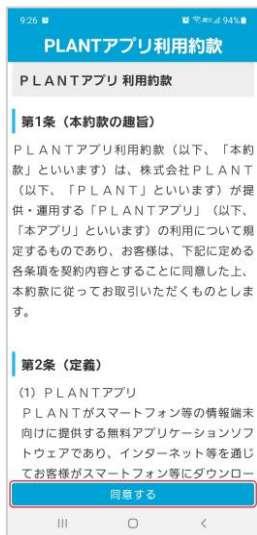 9:26
94%
PLANTアプリ利用約款
ＰＬＡＮＴアプリ 利用約款
第1条（本約款の趣旨）
ＰＬＡＮＴアプリ利用約款（以下、「本約
款」といいます）は、株式会社ＰＬＡＮＴ
（以下、「ＰＬＡＮＴ」といいます）が提
供・運用する「ＰＬＡＮＴアプリ」（以下、
「本アプリ」といいます）の利用について規
定するものであり、お客様は、下記に定める
各条項を契約内容とすることに同意した上、
本約款に従ってお取引いただくものとしま
す。
第2条（定義）
（1）ＰＬＡＮＴアプリ
ＰＬＡＮＴがスマートフォン等の情報端末
向けに提供する無料アプリケーションソフ
トウェアであり、インターネット等を通じ
てお客様がスマートフォン等にダウンロー
同意する